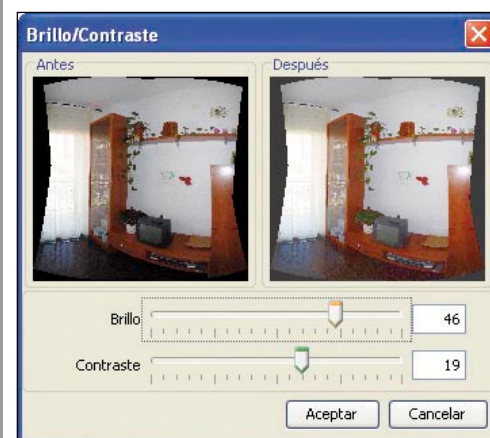 Brillo/Contraste
Antes
Después
Brillo
46
Contraste
19
Aceptar
Cancelar